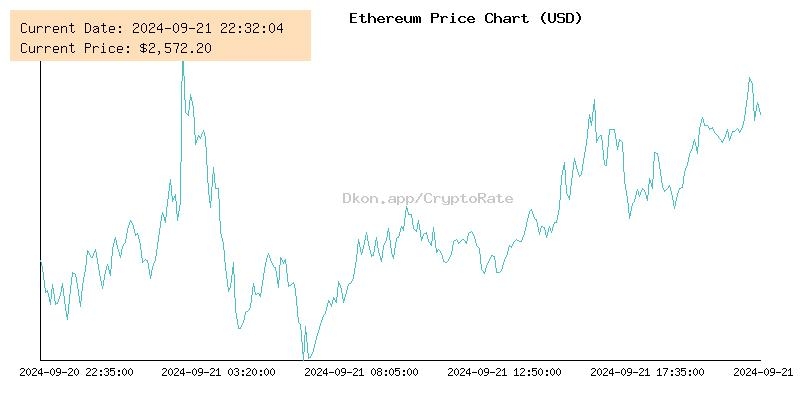 Ethereum Price Chart (USD)
Current Date: 2024-09-21 22:32:04
Current Price: $2,572.20
Dkon.app/CryptoRate
2024-09-20 22:35:00 2024-09-21 03:20:00 2024-09-21 08:05:00 2024-09-21 12:50:00 2024-09-21 17:35:00 2024-09-21